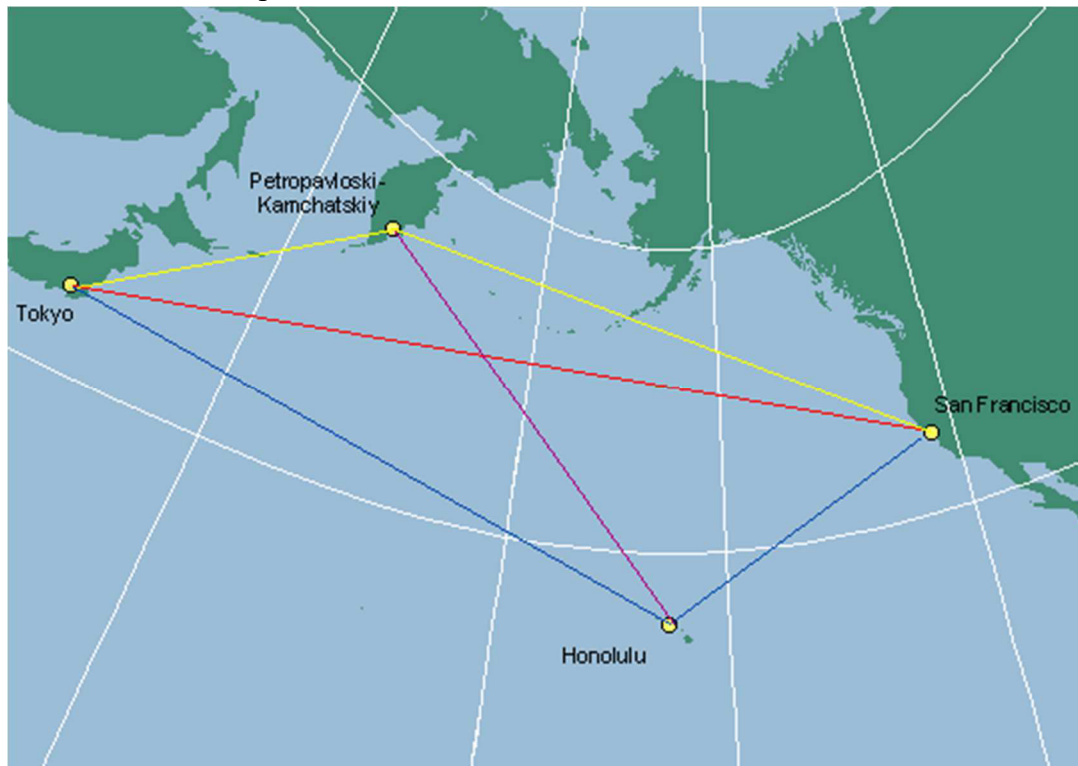 Petropavloski-
Kamchatskiy
Tokyo
San Francisco
Honolulu